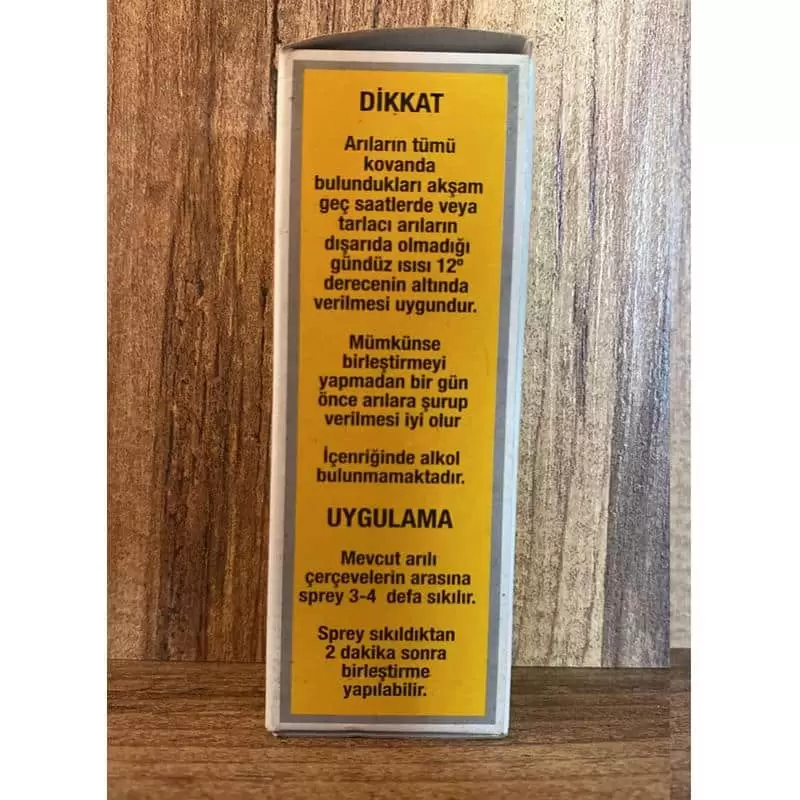 DİKKAT
Arıların tümü
kovanda
bulundukları akşam
geç saatlerde veya
tarlacı arıların
dışarıda olmadığı
gündüz ısısı 12º
derecenin altında
verilmesi uygundur.
Mümkünse
birleştirmeyi
yapmadan bir gün
önce arılara şurup
verilmesi iyi olur
İçenriğinde alkol
bulunmamaktadır.
UYGULAMA
Mevcut arılı
çerçevelerin arasına
sprey 3-4 defa sıkılır.
Sprey sıkıldıktan
2 dakika sonra
birleştirme
yapılabilir.